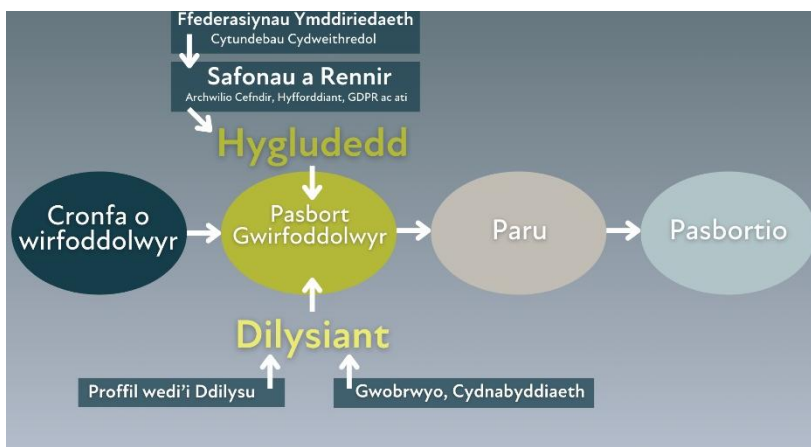 Ffederasiynau Ymddiriedaeth
Cytundebau Cydweithredol
Safonau a Rennir
Archwilio Cefndir, Hyfforddiant, GDPR ac ati
Hygludedd
Cronfa o
wirfoddolwyr
Pasbort
Gwirfoddolwyr
Paru
Pasbortio
Dilysiant
Proffil wedi'i Ddilysu
Gwobrwyo, Cydnabyddiaeth